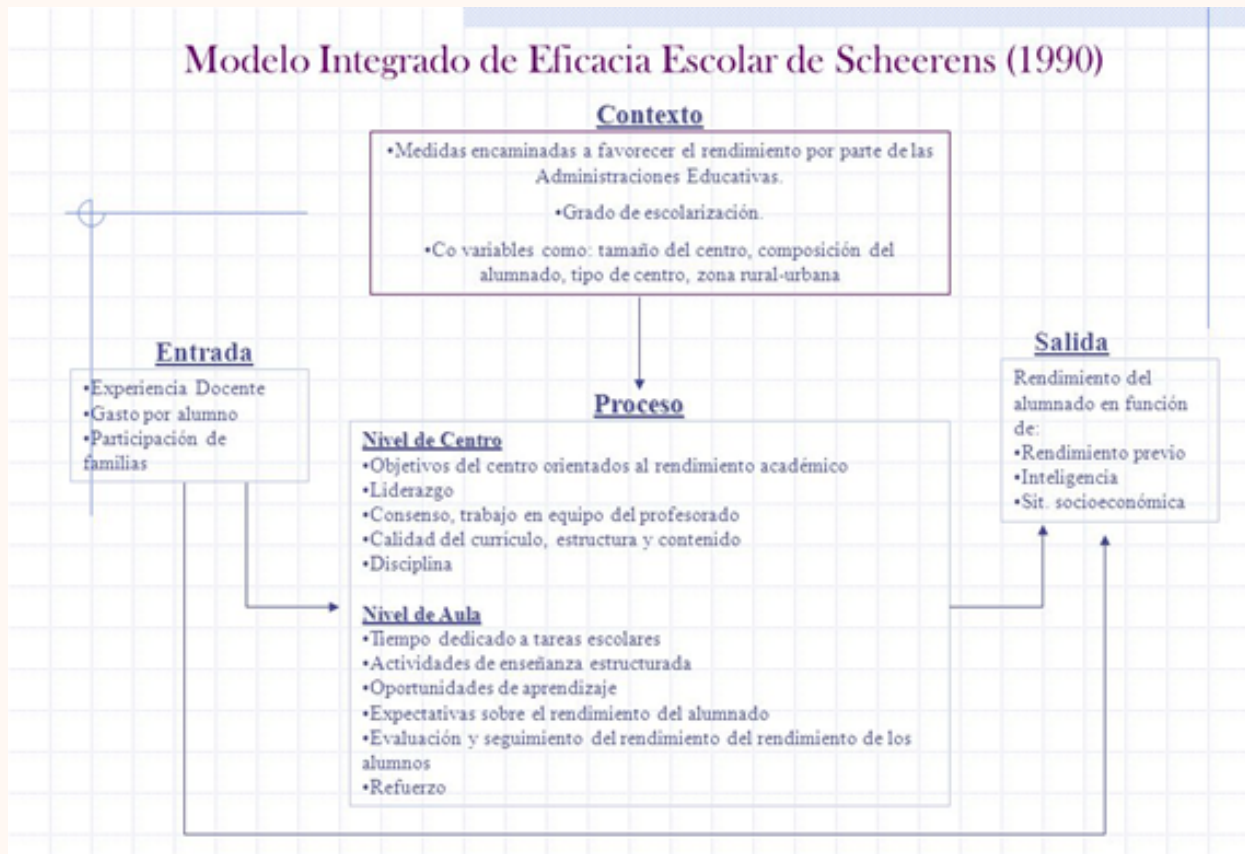 Modelo Integrado de Eficacia Escolar de Scheerens (1990)
Contexto
•Medidas encaminadas a favorecer el rendimiento por parte de las
Administraciones Educativas.
•Grado de escolarización.
•Co variables como: tamaño del centro, composición del
alumnado, tipo de centro, zona rural-urbana
Entrada
•Experiencia Docente
•Gasto por alumno
•Participación de
familias
Proceso
Nivel de Centro
•Objetivos del centro orientados al rendimiento académico
•Liderazgo
•Consenso, trabajo en equipo del profesorado
•Calidad del currículo, estructura y contenido
•Disciplina
Nivel de Aula
•Tiempo dedicado a tareas escolares
•Actividades de enseñanza estructurada
•Oportunidades de aprendizaje
•Expectativas sobre el rendimiento del alumnado
•Evaluación y seguimiento del rendimiento del rendimiento de los
alumnos
•Refuerzo
Salida
Rendimiento del
alumnado en función
de:
•Rendimiento previo
•Inteligencia
•Sit. socioeconómica